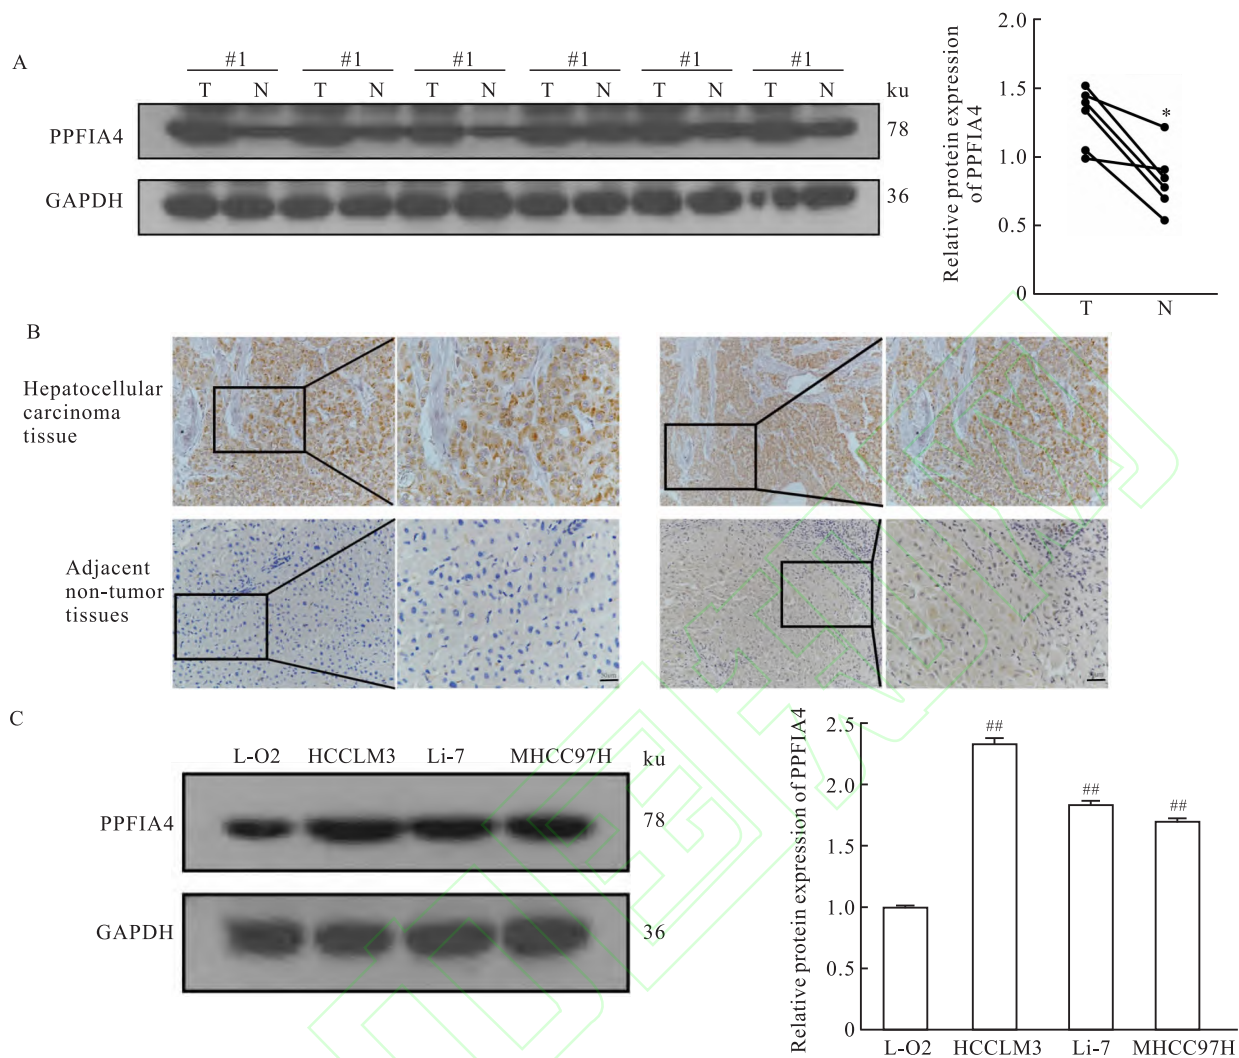 A
#1 #1 #1 #1 #1 #1
T N T N T N T N T N T N ku
PPFIA4 78
GAPDH 36
Relative protein expression
of PPFIA4
2.0
1.5
1.0
0.5
0
*
T N
B
Hepatocellular
carcinoma
tissue
Adjacent
non-tumor
tissues
C
L-O2 HCCLM3 Li-7 MHCC97H ku
PPFIA4 78
GAPDH 36
Relative protein expression of PPFIA4
2.5
2.0
1.5
1.0
0.5
0
## ## ##
L-O2 HCCLM3 Li-7 MHCC97H